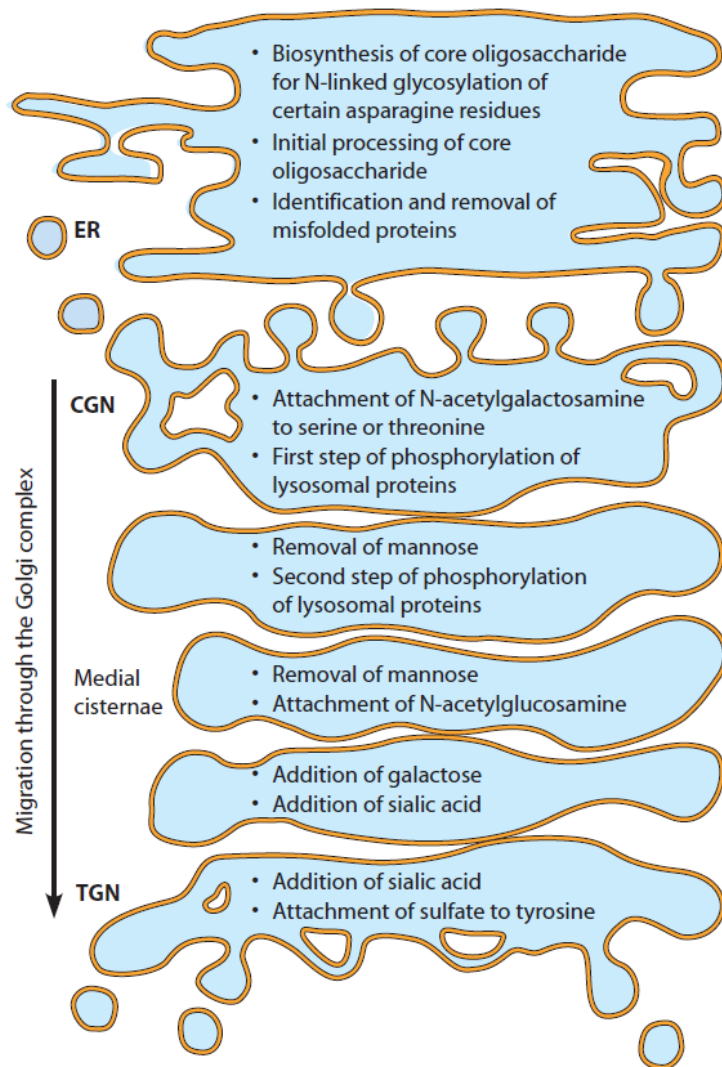 • Biosynthesis of core oligosaccharide
for N-linked glycosylation of
certain asparagine residues
• Initial processing of core
oligosaccharide
• Identification and removal of
misfolded proteins
ER
CGN
• Attachment of N-acetylgalactosamine
to serine or threonine
• First step of phosphorylation of
lysosomal proteins
Migration through the Golgi complex
• Removal of mannose
• Second step of phosphorylation
of lysosomal proteins
Medial
cisternae
• Removal of mannose
• Attachment of N-acetylglucosamine
• Addition of galactose
• Addition of sialic acid
TGN
• Addition of sialic acid
• Attachment of sulfate to tyrosine